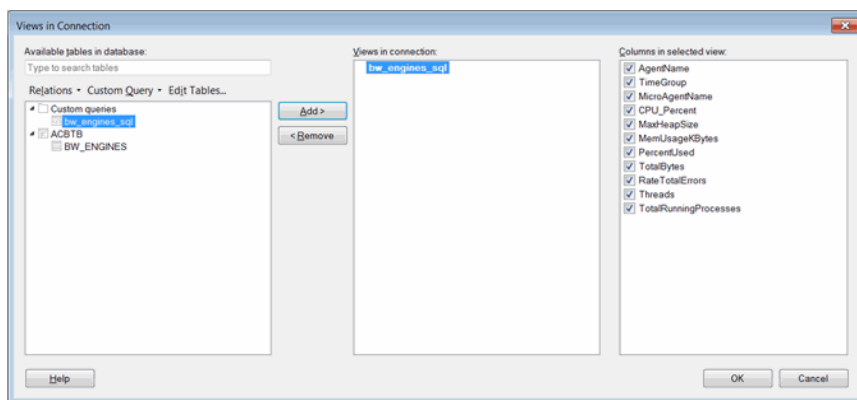 Views in Connection
Available tables in database:
Type to search tables
Relations Custom Query Edit Tables...
Custom queries
bw_engines_sql
ACBTB
BW_ENGINES
Add >
< Remove
Views in connection:
bw_engines_sql
Columns in selected view:
AgentName
TimeGroup
MicroAgentName
CPU_Percent
MaxHeapSize
MemUsageKBytes
PercentUsed
TotalBytes
RateTotalErrors
Threads
TotalRunningProcesses
Help
OK
Cancel